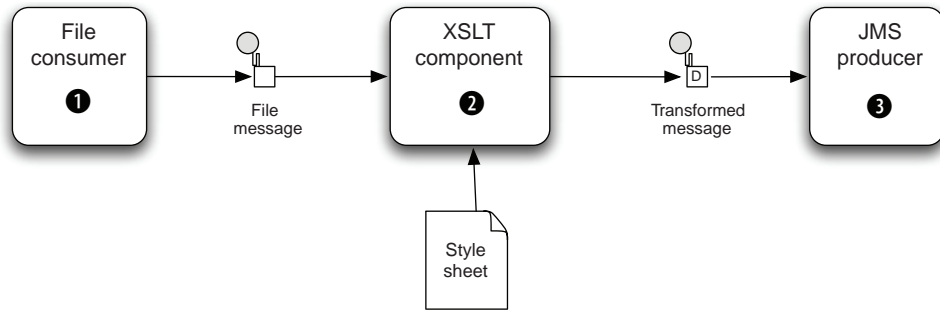 File
consumer
1
File
message
XSLT
component
2
Style
sheet
D
Transformed
message
JMS
producer
3